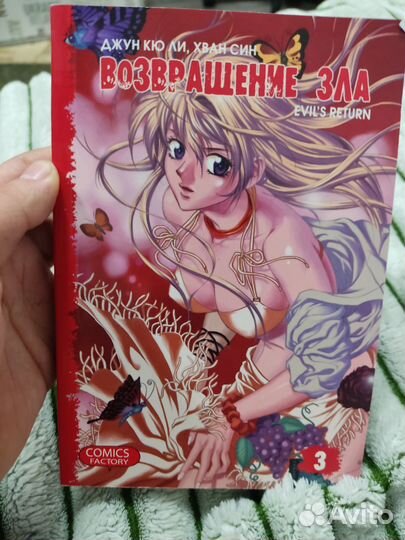 ДЖУН КЮ ЛИ, ХВАН СИН
ВОЗВРАЩЕНИЕ ЗЛА
EVIL'S RETURN
COMICS
FACTORY
3
Avito